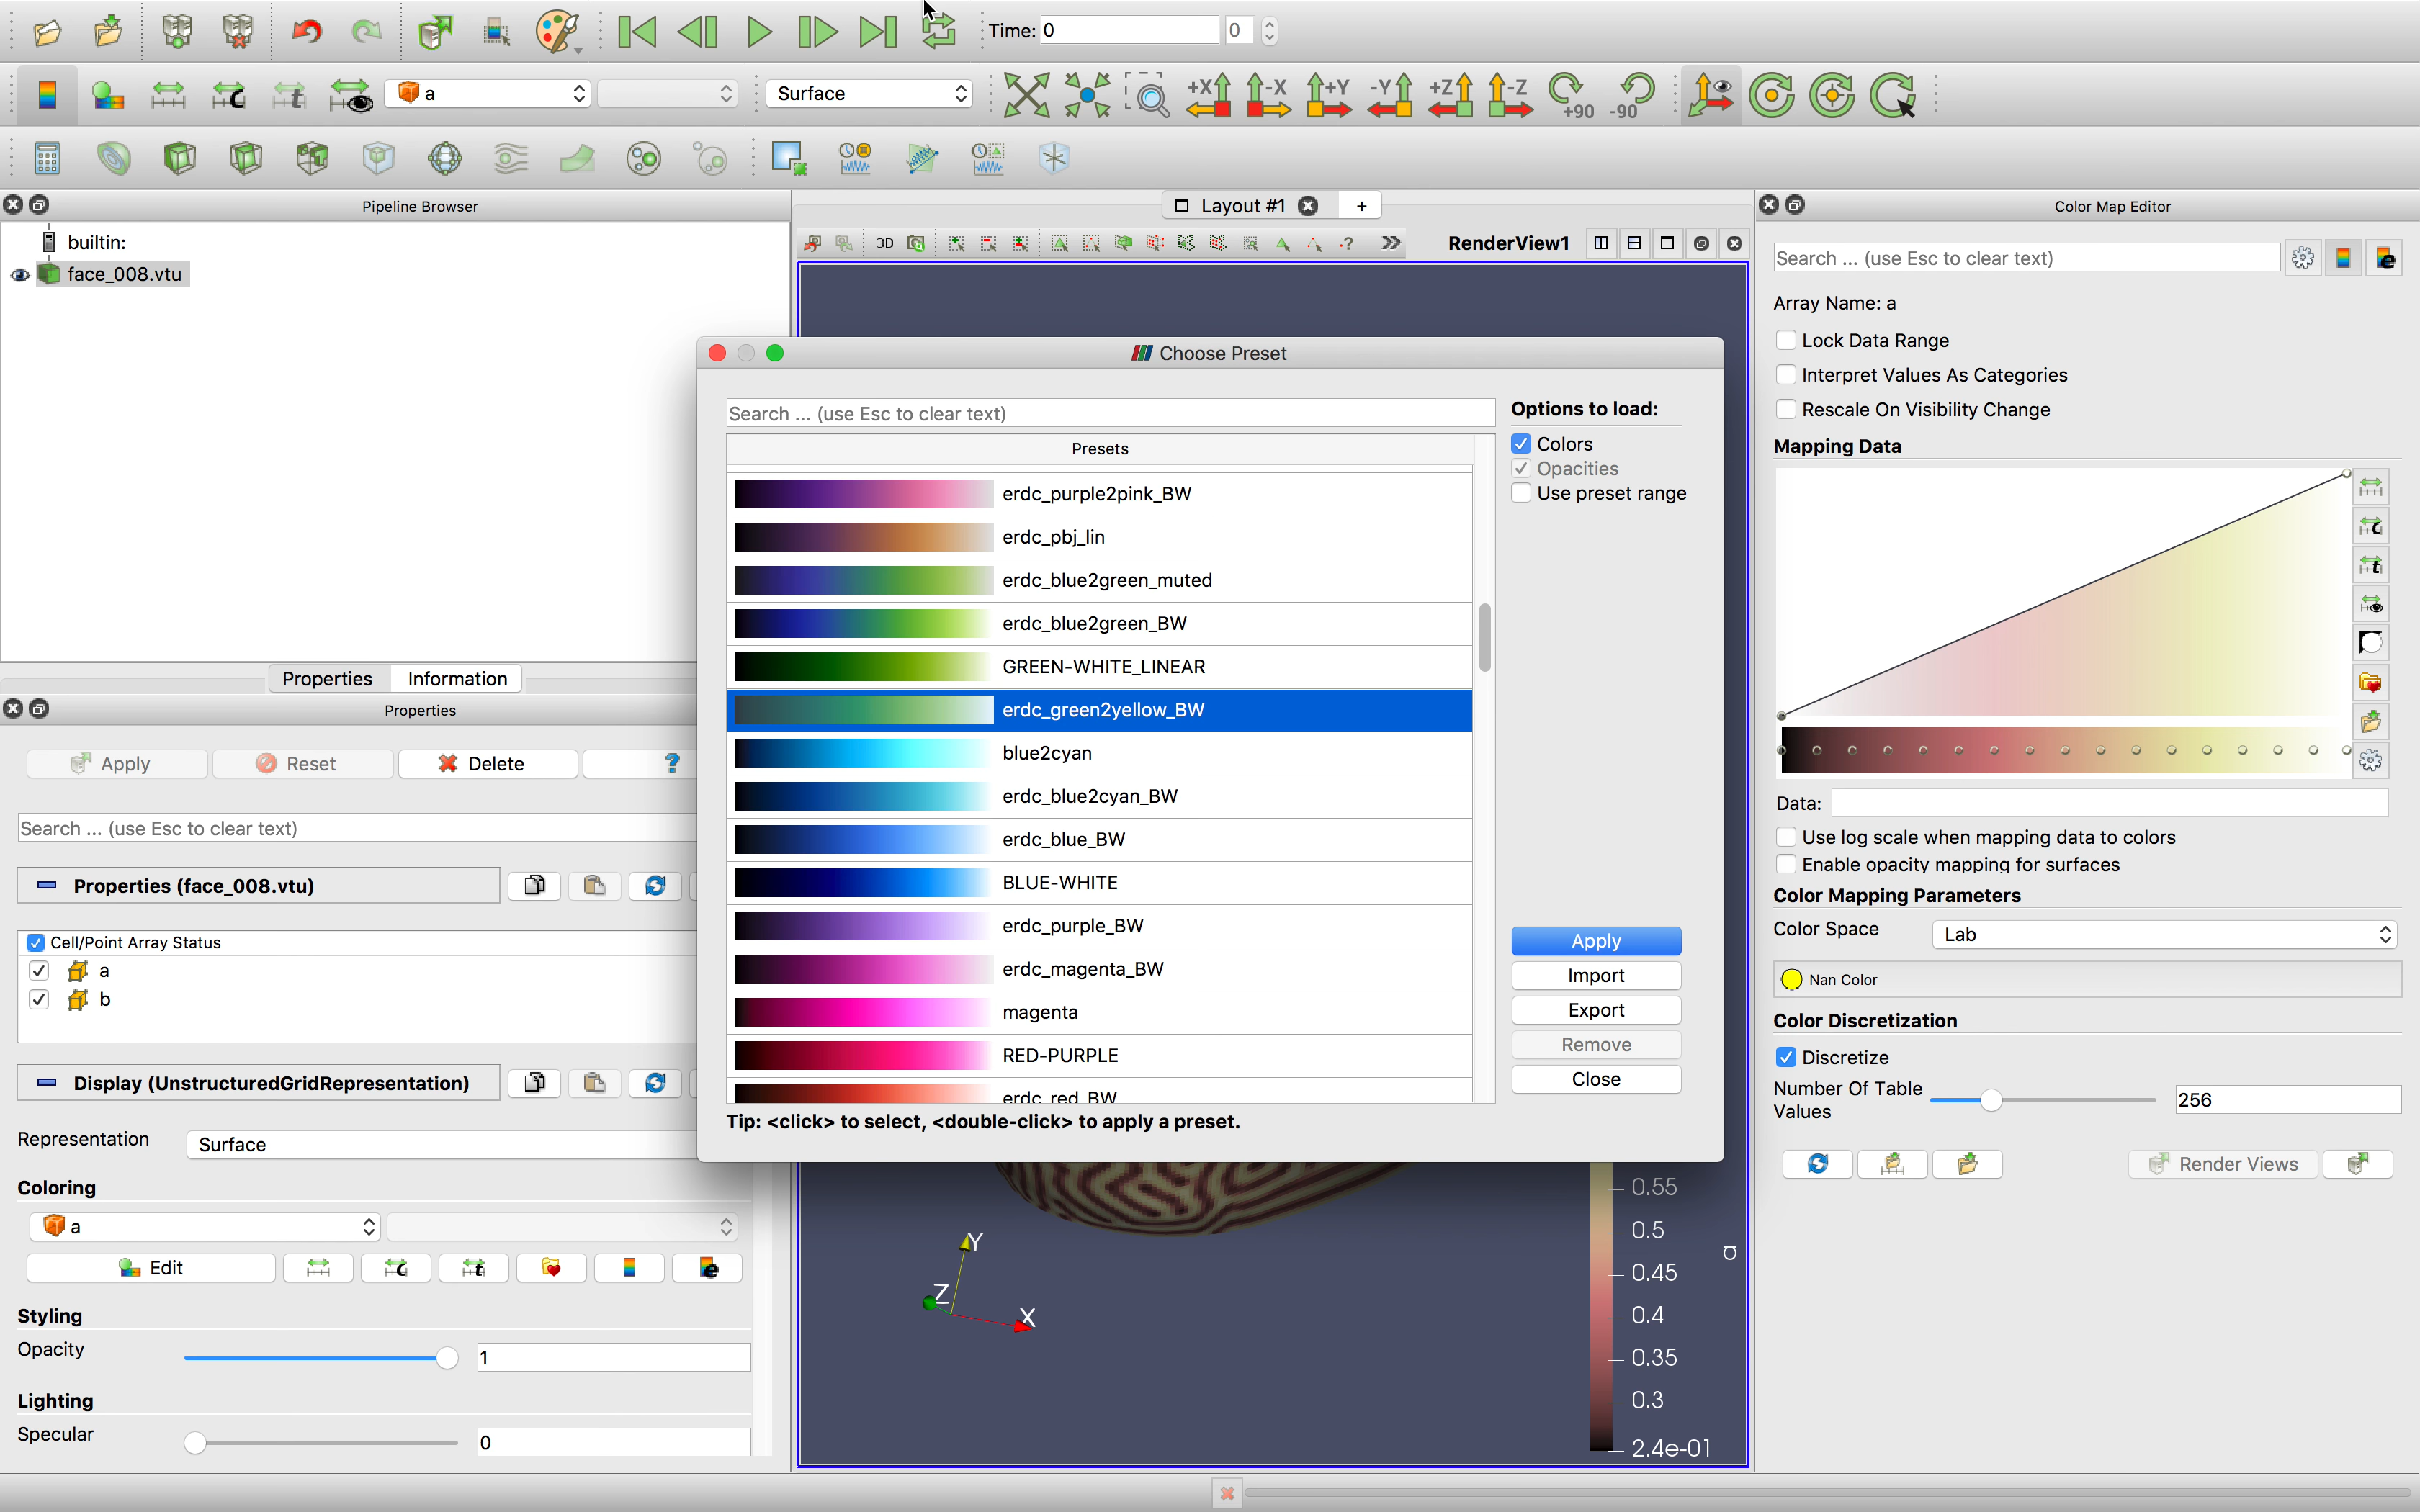 Time: 0 0
a
Surface
+X -X +Y -Y +Z -Z +90 -90
Pipeline Browser
builtin:
face_008.vtu
Properties Information
Properties
Apply Reset Delete ?
Search ... (use Esc to clear text)
Properties (face_008.vtu)
Cell/Point Array Status
a
b
Display (UnstructuredGridRepresentation)
Representation Surface
Coloring
a
Edit
Styling
Opacity 1
Lighting
Specular 0
Layout #1 +
3D ? RenderView1
Choose Preset
Search ... (use Esc to clear text)
Presets
erdc_purple2pink_BW
erdc_pbj_lin
erdc_blue2green_muted
erdc_blue2green_BW
GREEN-WHITE_LINEAR
erdc_green2yellow_BW
blue2cyan
erdc_blue2cyan_BW
erdc_blue_BW
BLUE-WHITE
erdc_purple_BW
erdc_magenta_BW
magenta
RED-PURPLE
erdc_red_BW
Tip: <click> to select, <double-click> to apply a preset.
Options to load:
Colors
Opacities
Use preset range
Apply
Import
Export
Remove
Close
0.55
0.5
0.45
0.4
0.35
0.3
2.4e-01
a
Y
Z
X
Color Map Editor
Search ... (use Esc to clear text)
Array Name: a
Lock Data Range
Interpret Values As Categories
Rescale On Visibility Change
Mapping Data
Data:
Use log scale when mapping data to colors
Enable opacity mapping for surfaces
Color Mapping Parameters
Color Space Lab
Nan Color
Color Discretization
Discretize
Number Of Table
Values
256
Render Views